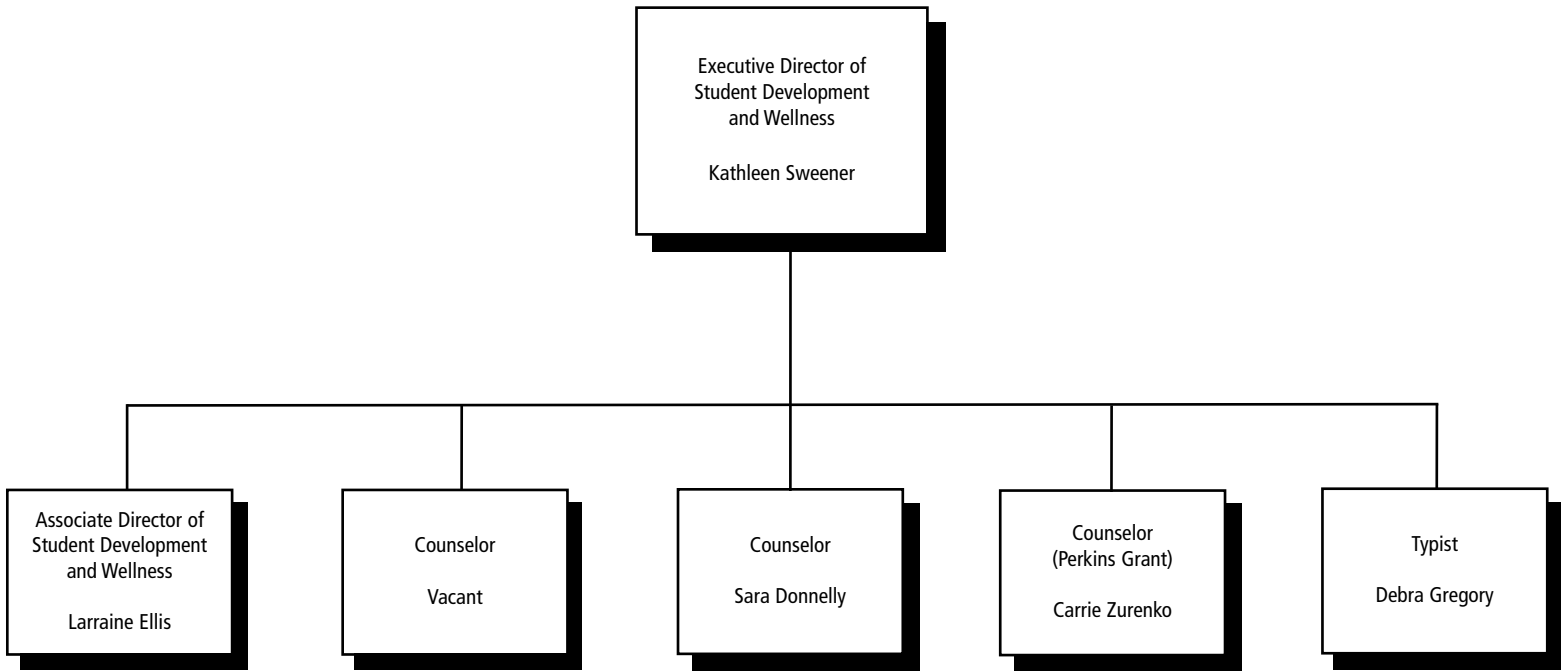 Executive Director of
Student Development
and Wellness
Kathleen Sweener
Associate Director of
Student Development
and Wellness
Larraine Ellis
Counselor
Vacant
Counselor
Sara Donnelly
Counselor
(Perkins Grant)
Carrie Zurenko
Typist
Debra Gregory